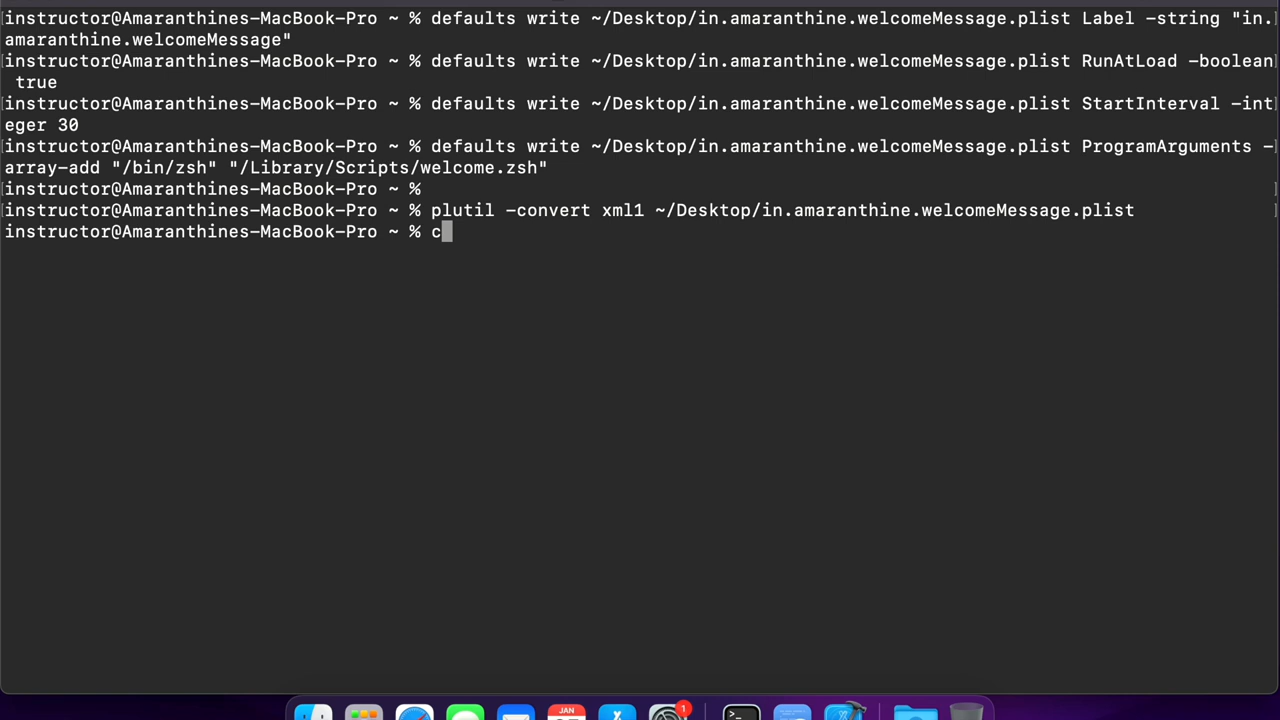 instructor@Amaranthines-MacBook-Pro ~ % defaults write ~/Desktop/in.amaranthine.welcomeMessage.plist Label -string "in.
amaranthine.welcomeMessage"
instructor@Amaranthines-MacBook-Pro ~ % defaults write ~/Desktop/in.amaranthine.welcomeMessage.plist RunAtLoad -boolean
true
instructor@Amaranthines-MacBook-Pro ~ % defaults write ~/Desktop/in.amaranthine.welcomeMessage.plist StartInterval -int
eger 30
instructor@Amaranthines-MacBook-Pro ~ % defaults write ~/Desktop/in.amaranthine.welcomeMessage.plist ProgramArguments -
array-add "/bin/zsh" "/Library/Scripts/welcome.zsh"
instructor@Amaranthines-MacBook-Pro ~ %
instructor@Amaranthines-MacBook-Pro ~ % plutil -convert xml1 ~/Desktop/in.amaranthine.welcomeMessage.plist
instructor@Amaranthines-MacBook-Pro ~ % c
JAN
1